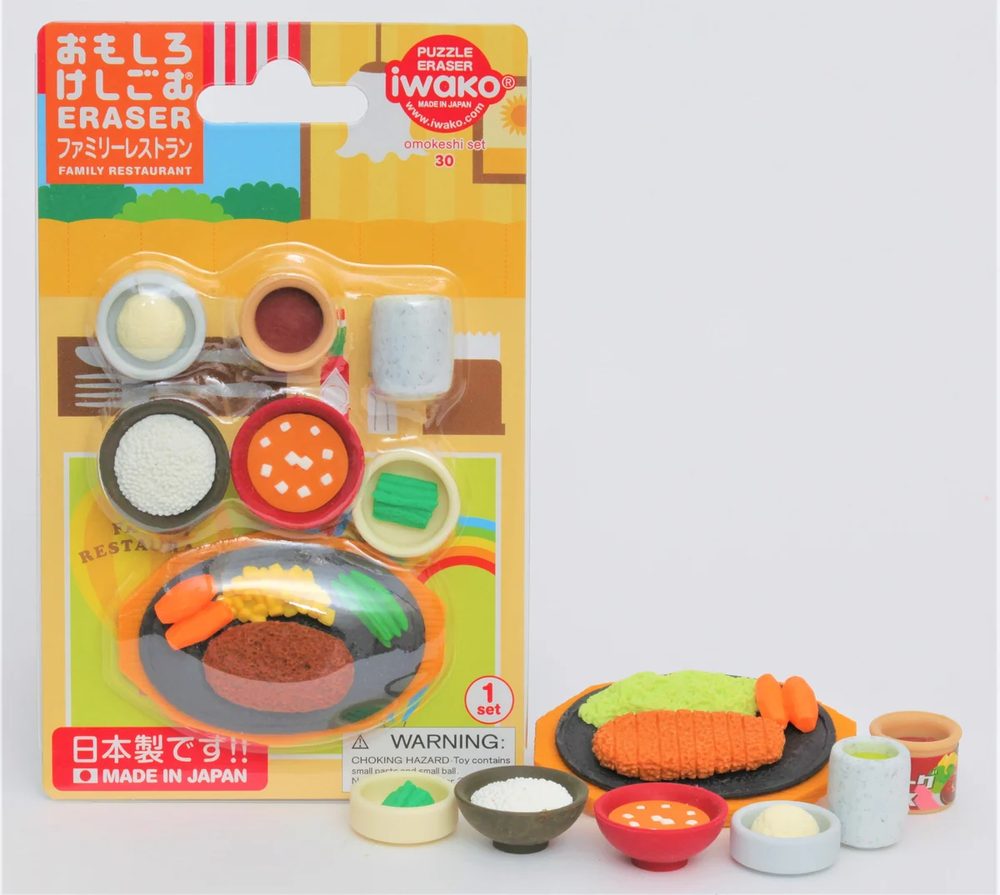 おもしろ
けしごむ®
ERASER
ファミリーレストラン
FAMILY RESTAURANT
PUZZLE
ERASER
iwako®
MADE IN JAPAN
www.iwako.com
omokeshi set
30
RESTAURA
1
set
日本製です!!
MADE IN JAPAN
WARNING:
CHOKING HAZARD-Toy contains
small parts and small ball.